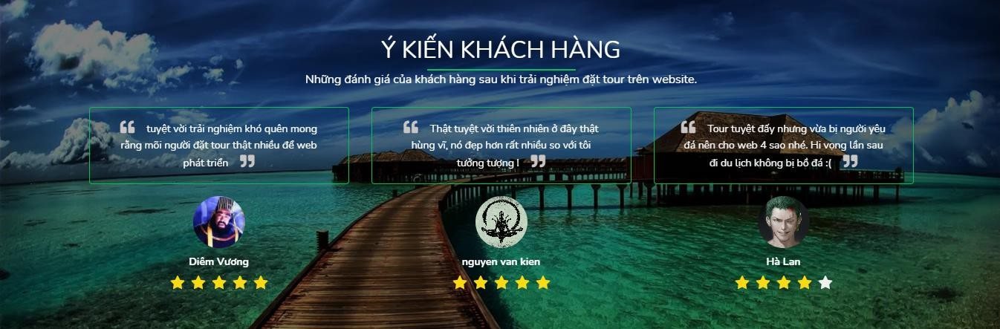 Ý KIẾN KHÁCH HÀNG
Những đánh giá của khách hàng sau khi trải nghiệm đặt tour trên website.
❝ tuyệt vời trải nghiệm khó quên mong
rằng mõi người đặt tour thật nhiều để web
phát triển ❞
❝ Thật tuyệt vời thiên nhiên ở đây thật
hùng vĩ, nó đẹp hơn rất nhiều so với tôi
tưởng tượng ! ❞
❝ Tour tuyệt đấy nhưng vừa bị người yêu
đá nên cho web 4 sao nhé. Hi vọng lần sau
đi du lịch không bị bồ đá :( ❞
Diêm Vương
nguyen van kien
Hà Lan